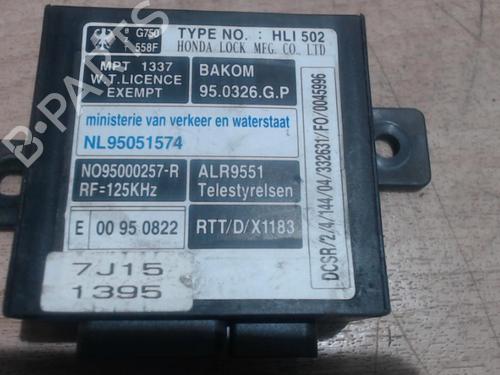 8 G750 TYPE NO. : HLI 502
7 558F HONDA LOCK MFG. CO., LTD
MPT 1337
W.T.LICENCE
EXEMPT
BAKOM
95.0326.G.P
ministerie van verkeer en waterstaat
NL95051574
NO95000257-R
RF=125KHz
ALR9551
Telestyrelsen
E 00 95 0822
RTT/D/X1183
DCSR/2/4/144/04/332631/FO/0045996
7J15
1395
B-PARTS